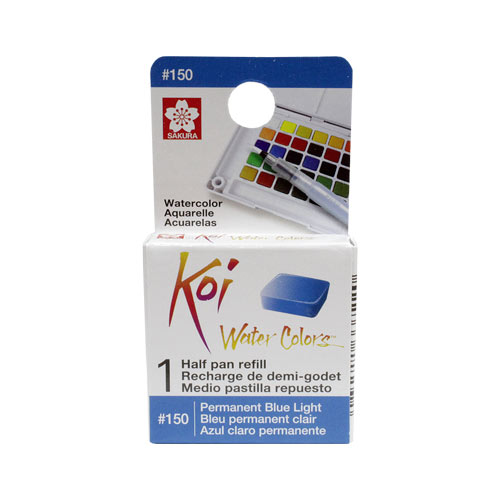 #150
SAKURA
Watercolor
Aquarelle
Acuarelas
Koi
Water Colors™
1 Half pan refill
Recharge de demi-godet
Medio pastilla repuesto
#150 Permanent Blue Light
Bleu permanent clair
Azul claro permanente